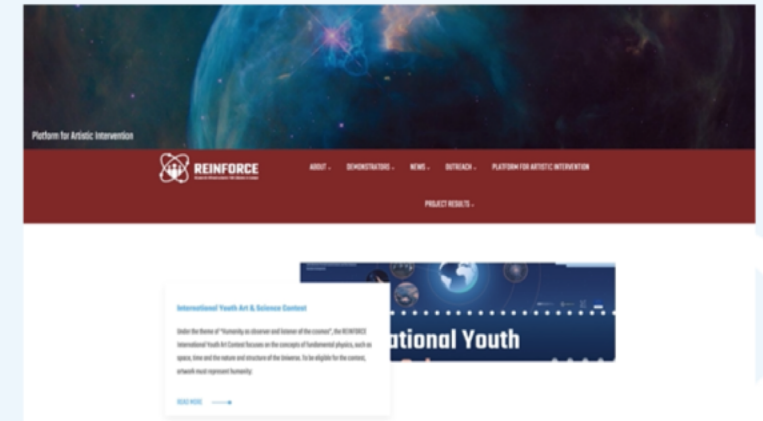 Platform for Artistic Intervention
REINFORCE
ABOUT
DEMONSTRATORS
NEWS
OUTREACH
PLATFORM FOR ARTISTIC INTERVENTION
PROJECT RESULTS
International Youth Art & Science Contest
Under the theme of "Humanity as observer and listener of the cosmos", the REINFORCE
International Youth Art Contest focuses on the concepts of fundamental physics, such as
space, time and the nature and structure of the Universe. To be eligible for the contest,
artwork must represent humanity:
READ MORE
ational Youth